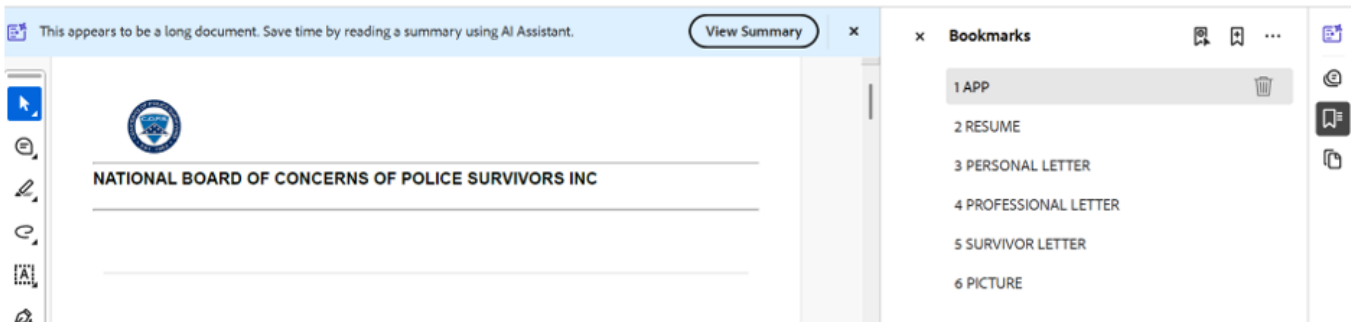 This appears to be a long document. Save time by reading a summary using AI Assistant.
View Summary
C.O.P.S.
NATIONAL BOARD OF CONCERNS OF POLICE SURVIVORS INC
Bookmarks
1 APP
2 RESUME
3 PERSONAL LETTER
4 PROFESSIONAL LETTER
5 SURVIVOR LETTER
6 PICTURE